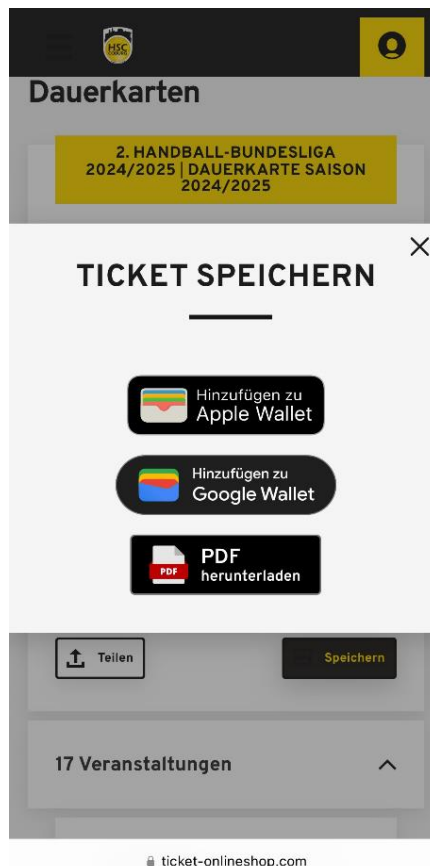 HSC
Dauerkarten
2. HANDBALL-BUNDESLIGA
2024/2025 | DAUERKARTE SAISON
2024/2025
TICKET SPEICHERN
Hinzufügen zu
Apple Wallet
Hinzufügen zu
Google Wallet
PDF
PDF
herunterladen
Teilen
Speichern
17 Veranstaltungen
ticket-onlineshop.com